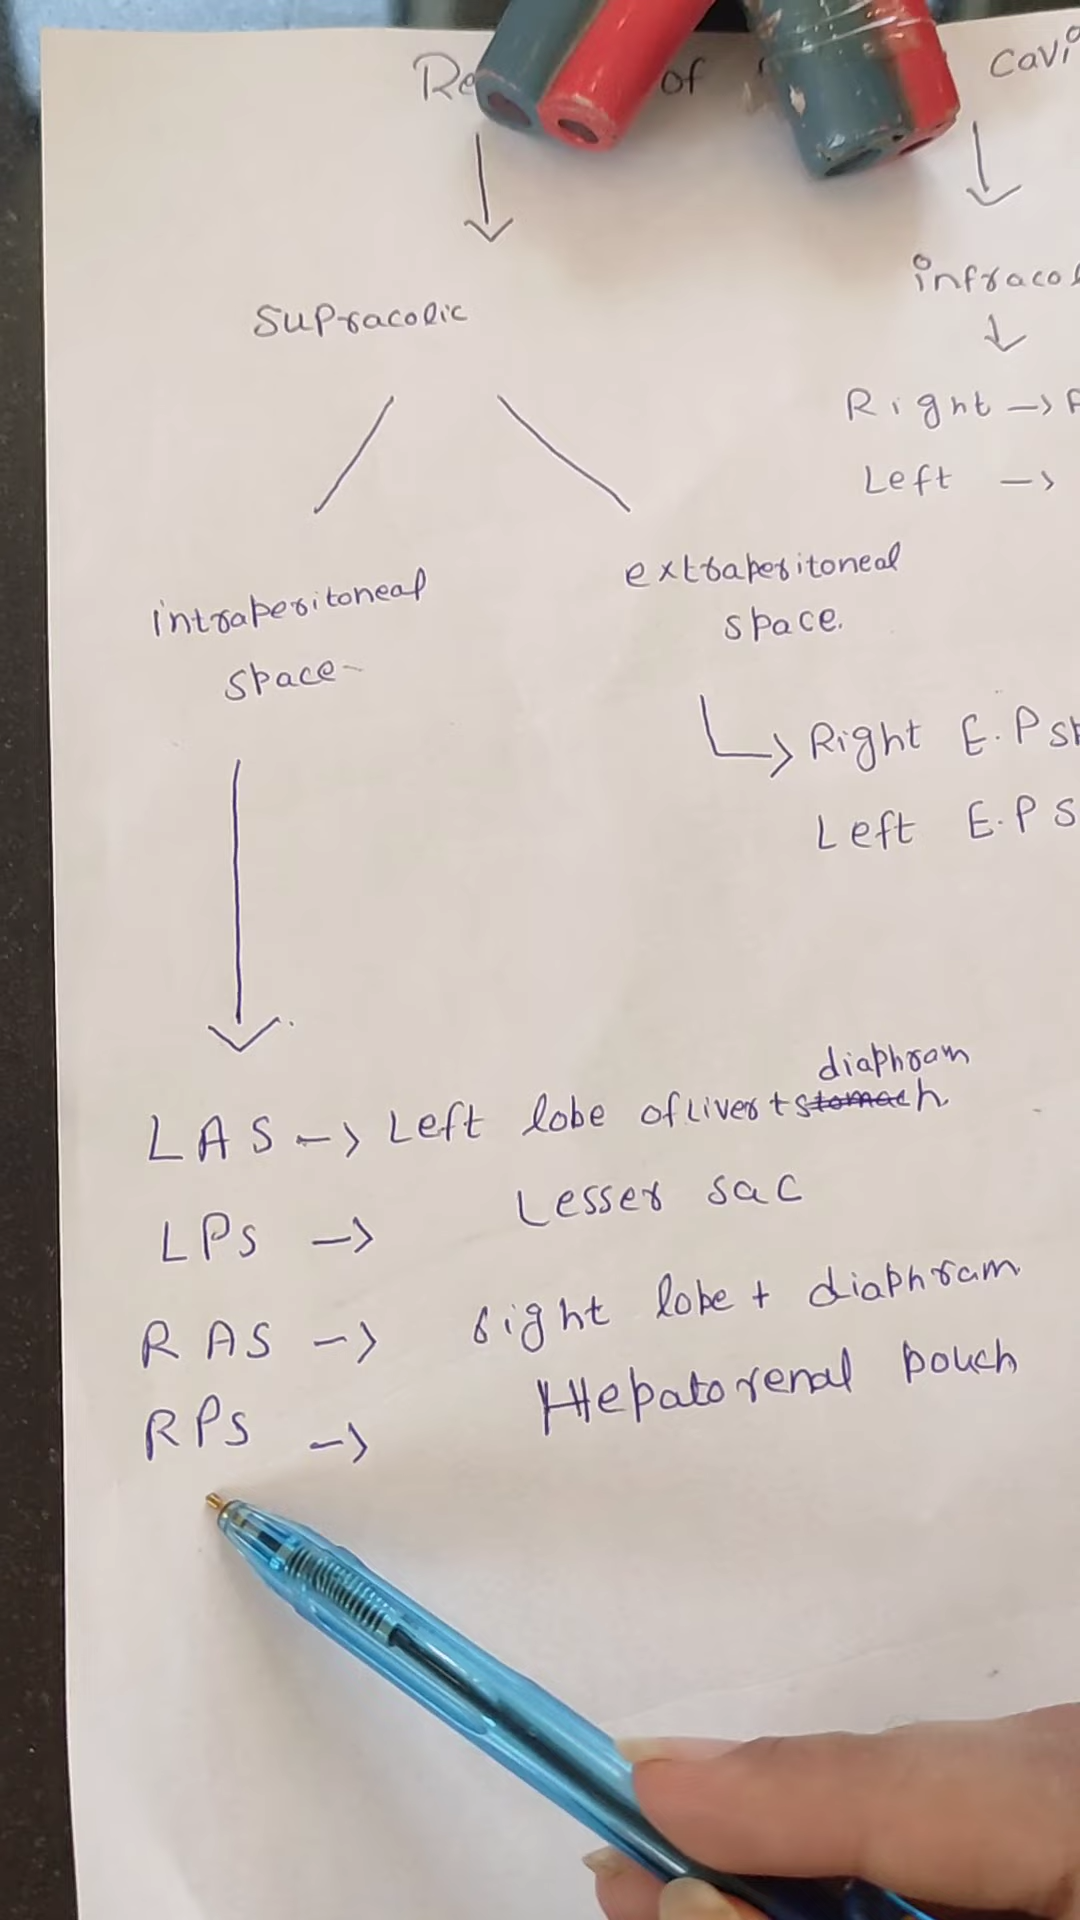 of
Supracolic
infraco
Right →
Left →
intraperitoneal
space
extraperitoneal
space.
Right E.P
Left E.P S
diaphram
LAS → Left lobe of Liver + stomach
LPS → Lesser sac
RAS → right lobe + diaphram
RPS → Hepatorenal pouch